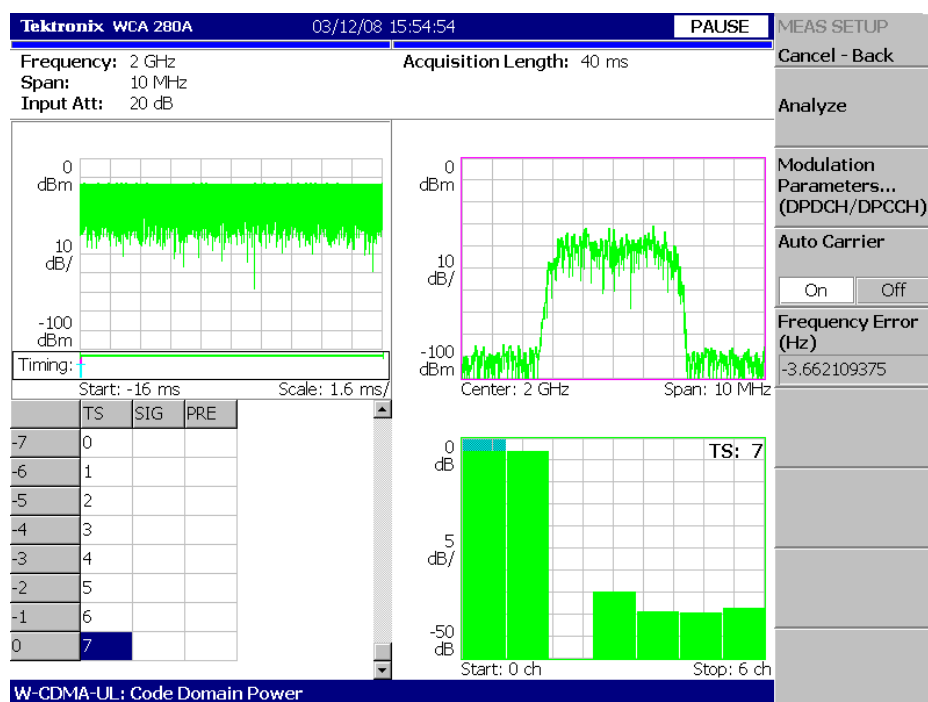 Tektronix WCA 280A 03/12/08 15:54:54 PAUSE
MEAS SETUP
Cancel - Back
Frequency: 2 GHz
Span: 10 MHz
Input Att: 20 dB
Acquisition Length: 40 ms
Analyze
Modulation
Parameters...
(DPDCH/DPCCH)
Auto Carrier
On Off
Frequency Error
(Hz)
-3.662109375
0
dBm
10
dB/
-100
dBm
Timing:
Start: -16 ms Scale: 1.6 ms/
0
dBm
10
dB/
-100
dBm
Center: 2 GHz Span: 10 MHz
TS SIG PRE
-7 0
-6 1
-5 2
-4 3
-3 4
-2 5
-1 6
0 7
0
dB
TS: 7
5
dB/
-50
dB
Start: 0 ch Stop: 6 ch
W-CDMA-UL: Code Domain Power